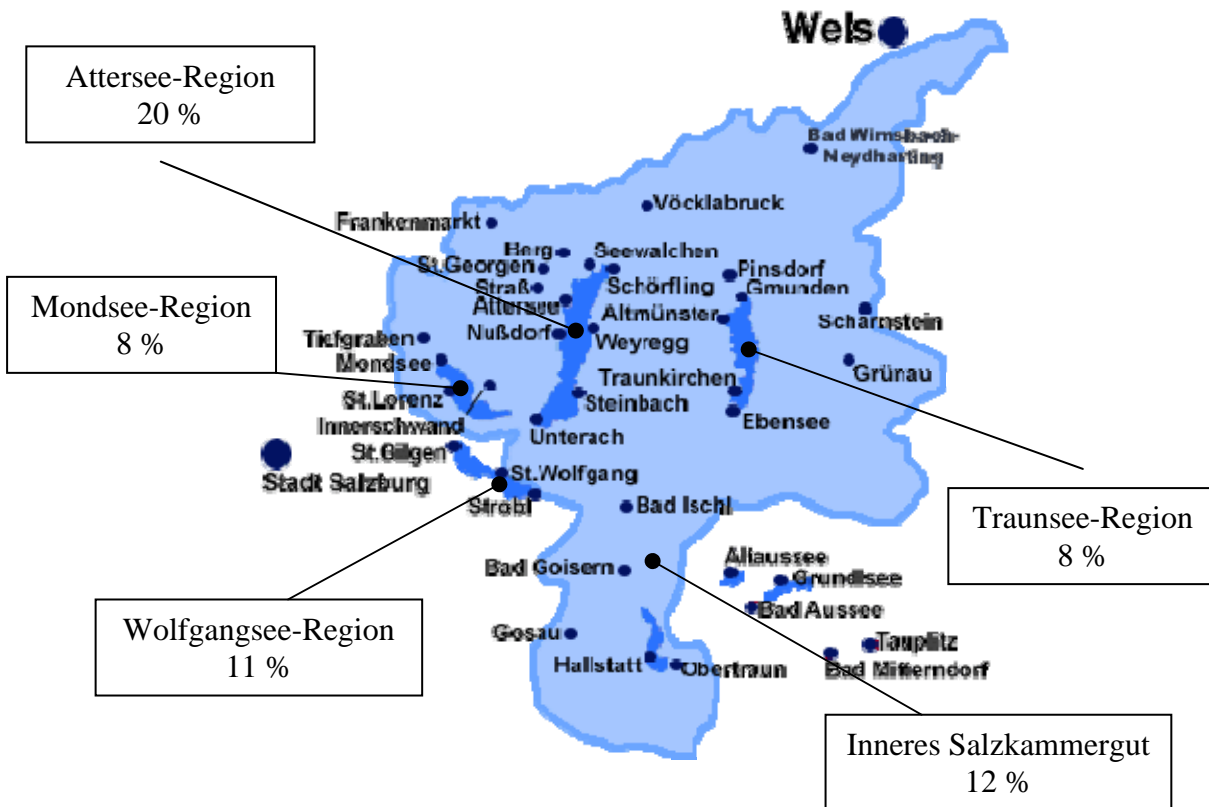 Wels
Attersee-Region
20 %
Bad Wimsbach-
Neydharting
Vöcklabruck
Frankenmarkt
Berg
Seewalchen
St.Georgen
Schörfling
Pinsdorf
Straß
Gmunden
Attersee
Altmünster
Scharnstein
Mondsee-Region
8 %
Nußdorf
Weyregg
Tiefgraben
Mondsee
Grünau
Traunkirchen
St.Lorenz
Steinbach
Innerschwand
Unterach
Ebensee
St.Gilgen
St.Wolfgang
Stadt Salzburg
Strobl
Bad Ischl
Traunsee-Region
8 %
Altaussee
Bad Goisern
Grundlsee
Bad Aussee
Wolfgangsee-Region
11 %
Gosau
Tauplitz
Hallstatt
Obertraun
Bad Mitterndorf
Inneres Salzkammergut
12 %